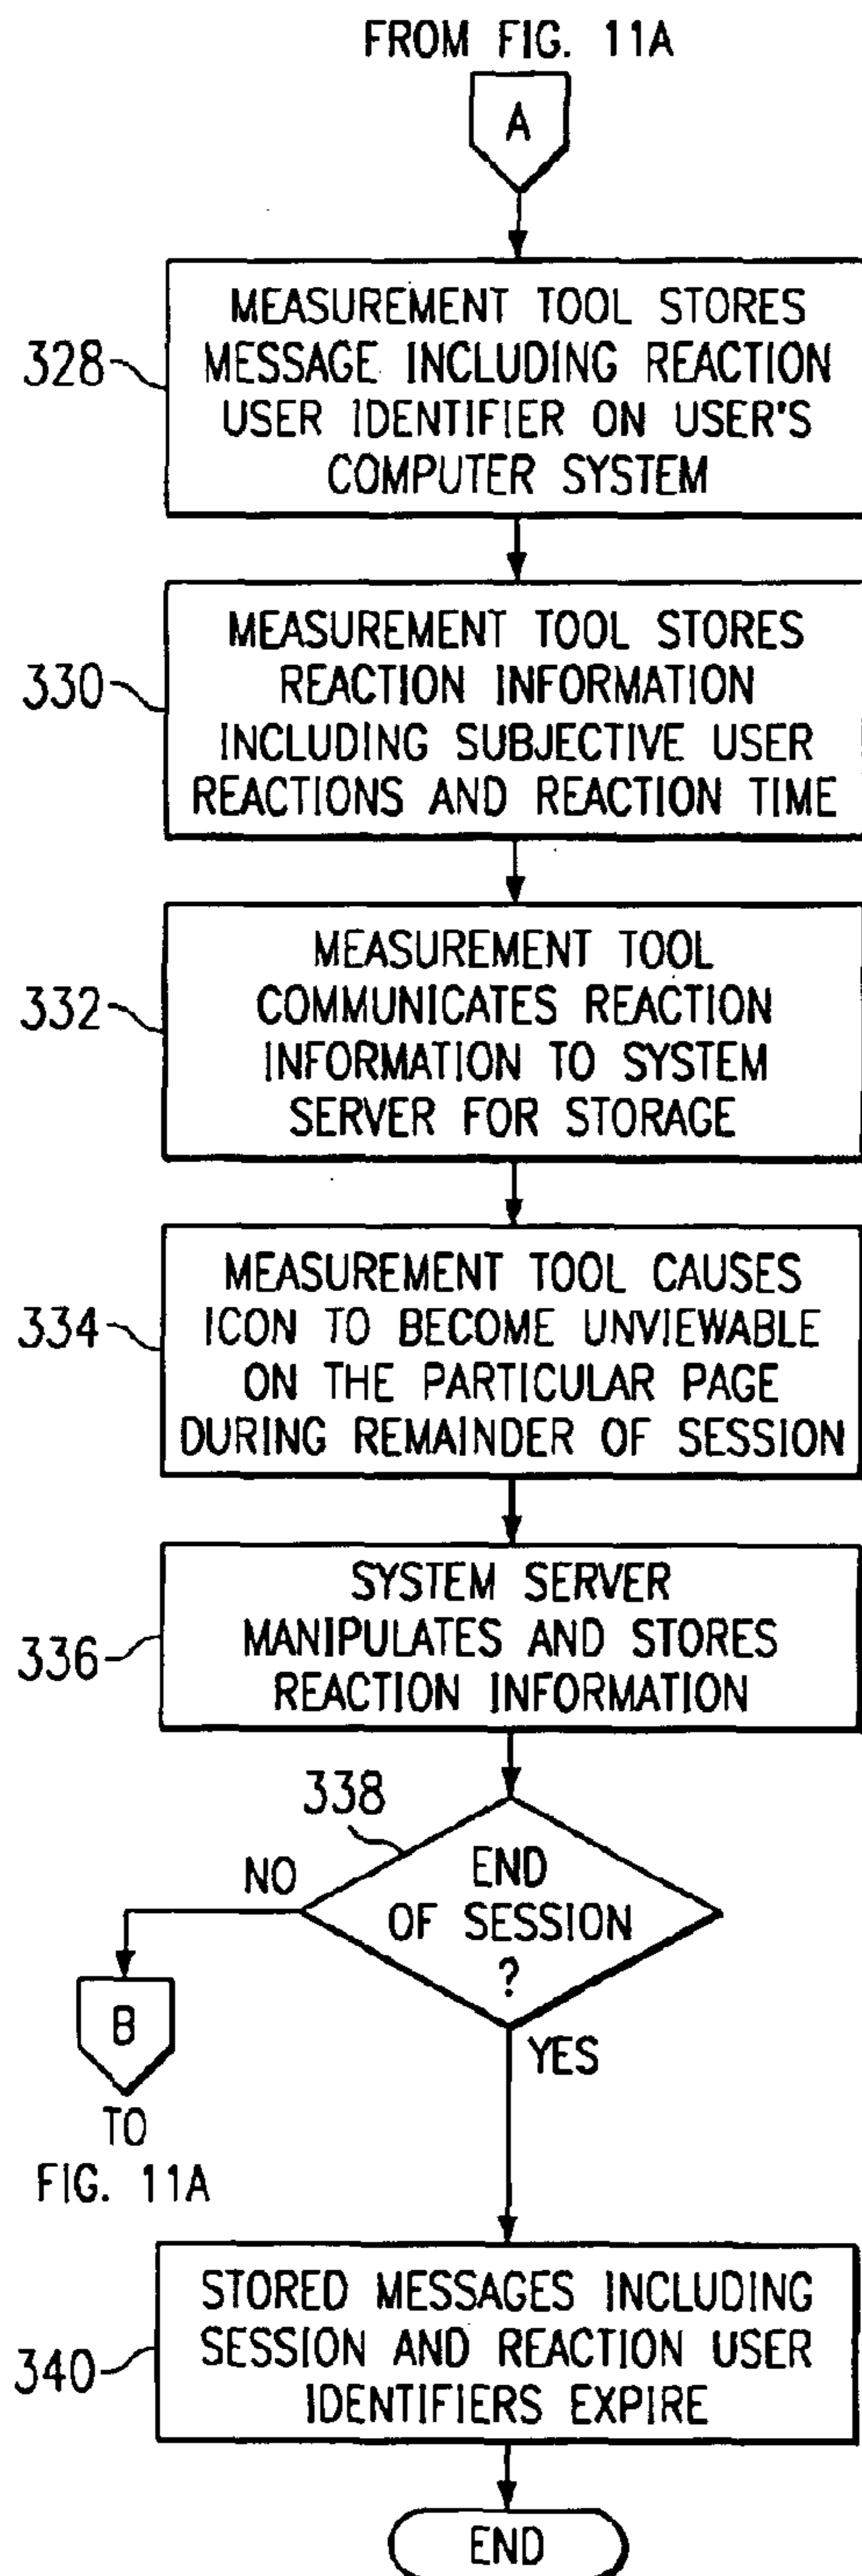 FROM FIG. 11A
A
328
MEASUREMENT TOOL STORES
MESSAGE INCLUDING REACTION
USER IDENTIFIER ON USER'S
COMPUTER SYSTEM
330
MEASUREMENT TOOL STORES
REACTION INFORMATION
INCLUDING SUBJECTIVE USER
REACTIONS AND REACTION TIME
332
MEASUREMENT TOOL
COMMUNICATES REACTION
INFORMATION TO SYSTEM
SERVER FOR STORAGE
334
MEASUREMENT TOOL CAUSES
ICON TO BECOME UNVIEWABLE
ON THE PARTICULAR PAGE
DURING REMAINDER OF SESSION
336
SYSTEM SERVER
MANIPULATES AND STORES
REACTION INFORMATION
338
END
OF SESSION
?
NO
B
TO
FIG. 11A
YES
340
STORED MESSAGES INCLUDING
SESSION AND REACTION USER
IDENTIFIERS EXPIRE
END